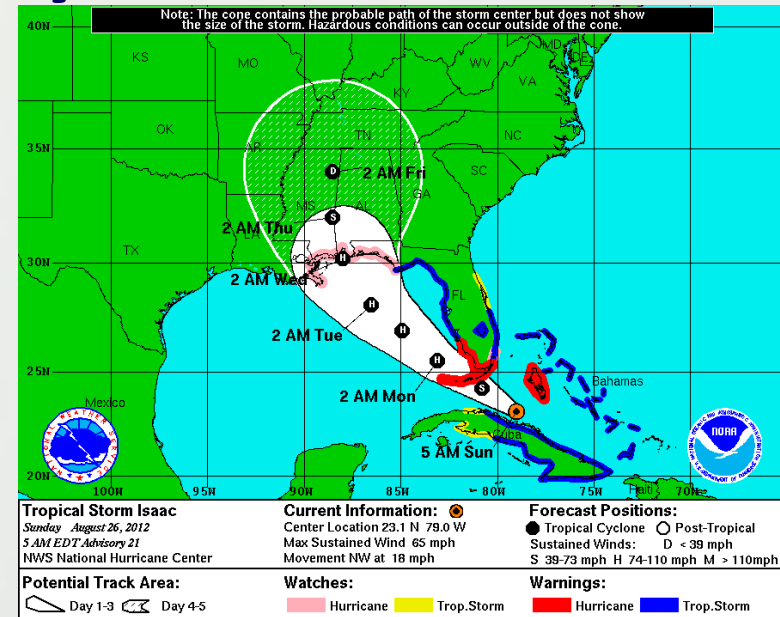 Note: The cone contains the probable path of the storm center but does not show
the size of the storm. Hazardous conditions can occur outside of the cone.
40N
KS
MO
WV
MD
DE
VA
KY
OK
AR
TN
NC
35N
2 AM Fri
SC
MS
AL
GA
2 AM Thu
TX
LA
30N
2 AM Wed
FL
2 AM Tue
25N
2 AM Mon
Bahamas
Mexico
NATIONAL WEATHER SERVICE
NOAA
Cuba
5 AM Sun
20N
Haiti
100W
95W
90W
85W
80W
75W
70W
D
S
H
H
H
H
S
Tropical Storm Isaac
Sunday August 26, 2012
5 AM EDT Advisory 21
NWS National Hurricane Center
Current Information:
Center Location 23.1 N 79.0 W
Max Sustained Wind 65 mph
Movement NW at 18 mph
Forecast Positions:
Tropical Cyclone Post-Tropical
Sustained Winds: D < 39 mph
S 39-73 mph H 74-110 mph M > 110mph
Potential Track Area:
Day 1-3 Day 4-5
Watches:
Hurricane Trop.Storm
Warnings:
Hurricane Trop.Storm